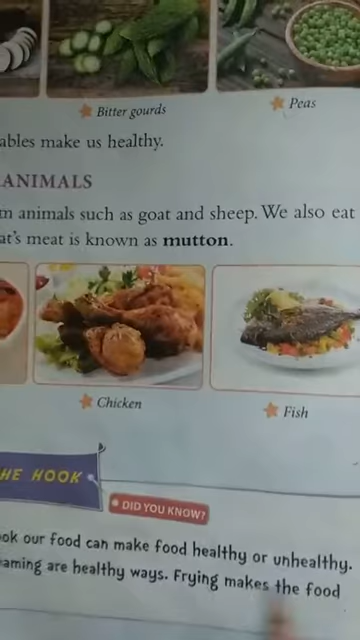 Bitter gourds
Peas
ables make us healthy.
ANIMALS
m animals such as goat and sheep. We also eat
at's meat is known as mutton.
Chicken
Fish
HE HOOK
DID YOU KNOW?
ok our food can make food healthy or unhealthy.
aming are healthy ways. Frying makes the food